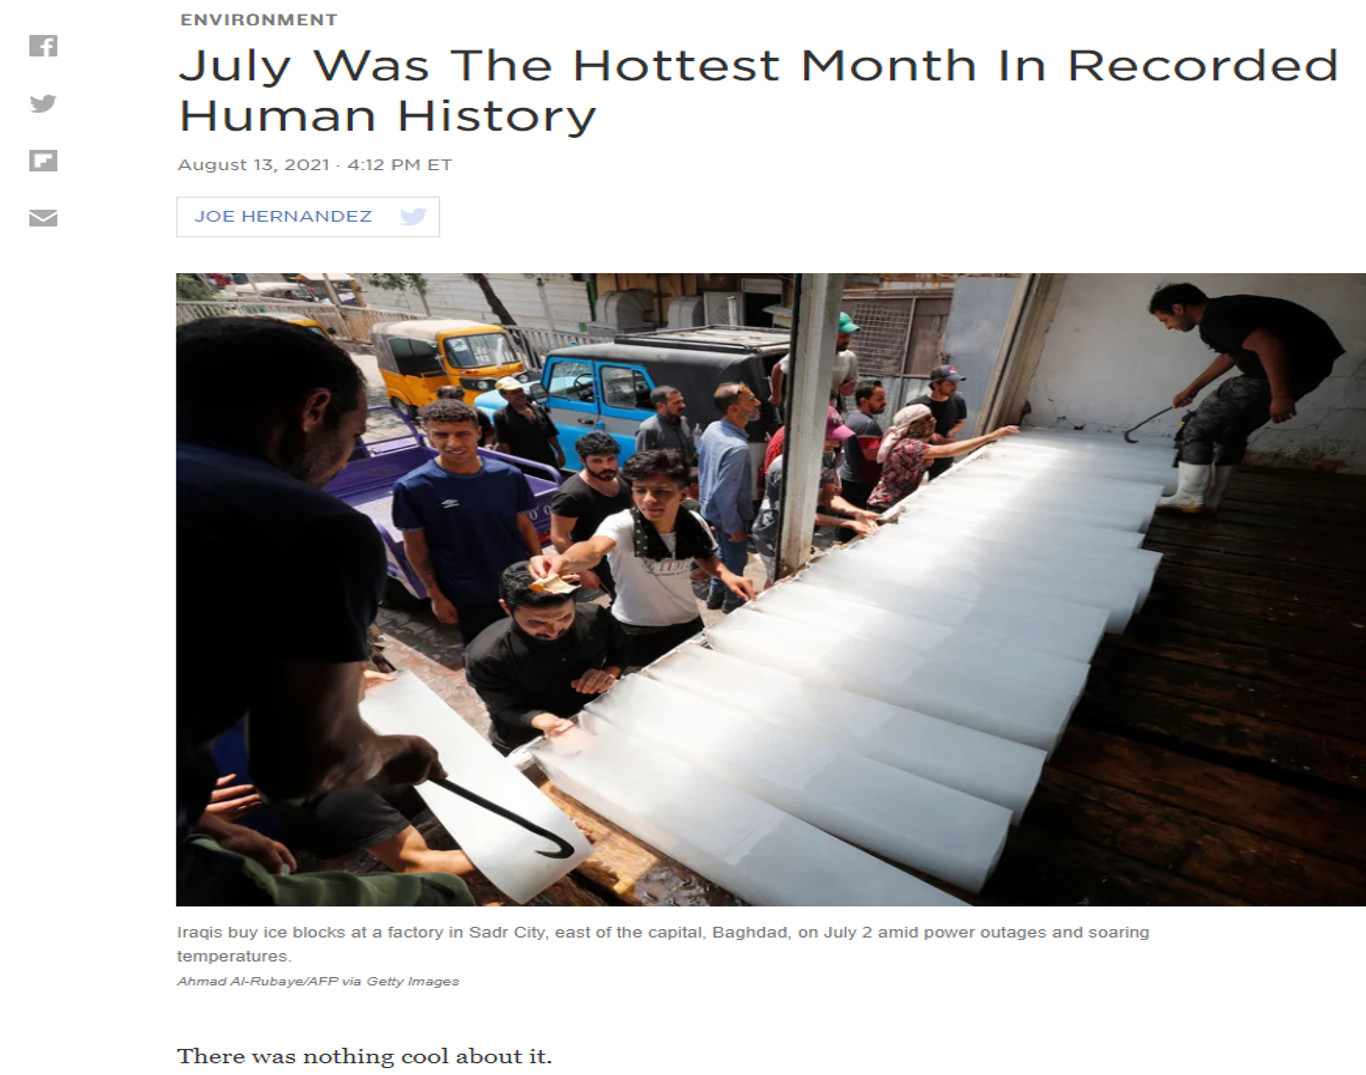 ENVIRONMENT
July Was The Hottest Month In Recorded
Human History
August 13, 2021 · 4:12 PM ET
JOE HERNANDEZ
Iraqis buy ice blocks at a factory in Sadr City, east of the capital, Baghdad, on July 2 amid power outages and soaring
temperatures.
Ahmad Al-Rubaye/AFP via Getty Images
There was nothing cool about it.